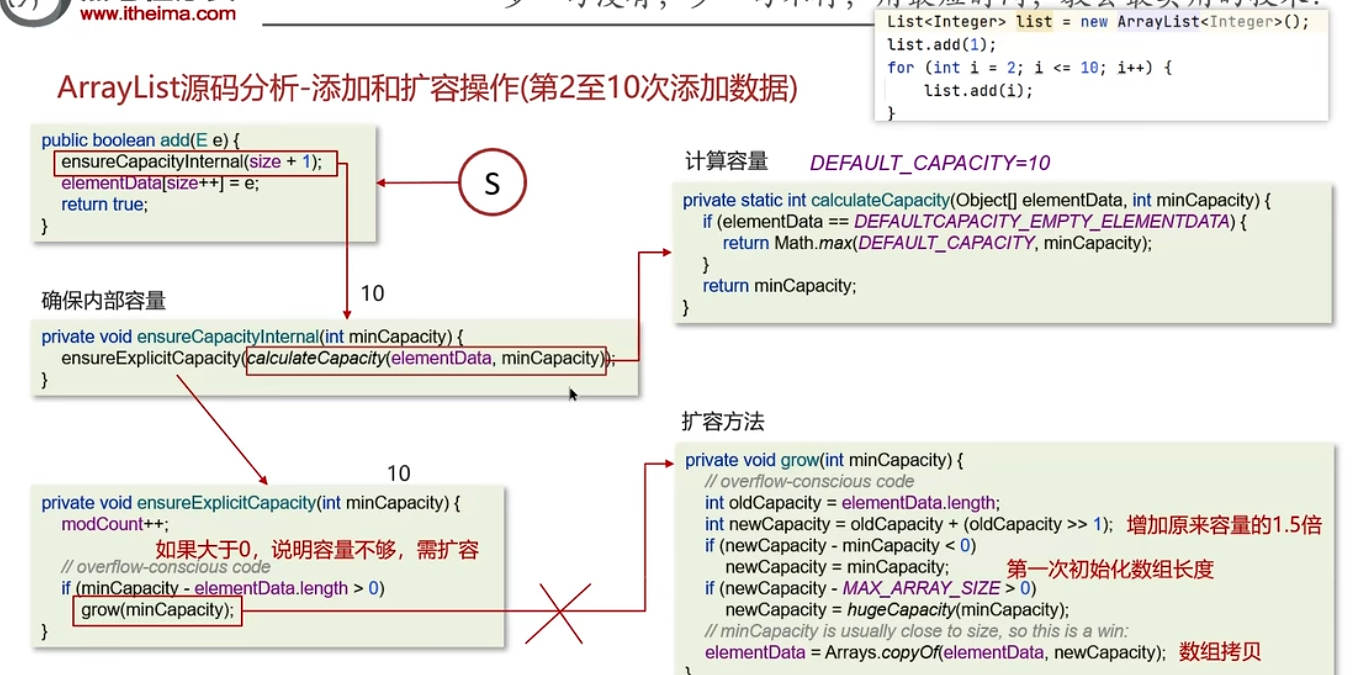 www.itheima.com
List<Integer> list = new ArrayList<Integer>();
list.add(1);
for (int i = 2; i <= 10; i++) {
list.add(i);
}
ArrayList源码分析-添加和扩容操作(第2至10次添加数据)
public boolean add(E e) {
ensureCapacityInternal(size + 1);
elementData[size++] = e;
return true;
}
S
计算容量 DEFAULT_CAPACITY=10
private static int calculateCapacity(Object[] elementData, int minCapacity) {
if (elementData == DEFAULTCAPACITY_EMPTY_ELEMENTDATA) {
return Math.max(DEFAULT_CAPACITY, minCapacity);
}
return minCapacity;
}
确保内部容量
10
private void ensureCapacityInternal(int minCapacity) {
ensureExplicitCapacity(calculateCapacity(elementData, minCapacity));
}
10
private void ensureExplicitCapacity(int minCapacity) {
modCount++;
如果大于0，说明容量不够，需扩容
// overflow-conscious code
if (minCapacity - elementData.length > 0)
grow(minCapacity);
}
扩容方法
private void grow(int minCapacity) {
// overflow-conscious code
int oldCapacity = elementData.length;
int newCapacity = oldCapacity + (oldCapacity >> 1); 增加原来容量的1.5倍
if (newCapacity - minCapacity < 0)
newCapacity = minCapacity; 第一次初始化数组长度
if (newCapacity - MAX_ARRAY_SIZE > 0)
newCapacity = hugeCapacity(minCapacity);
// minCapacity is usually close to size, so this is a win:
elementData = Arrays.copyOf(elementData, newCapacity); 数组拷贝
}